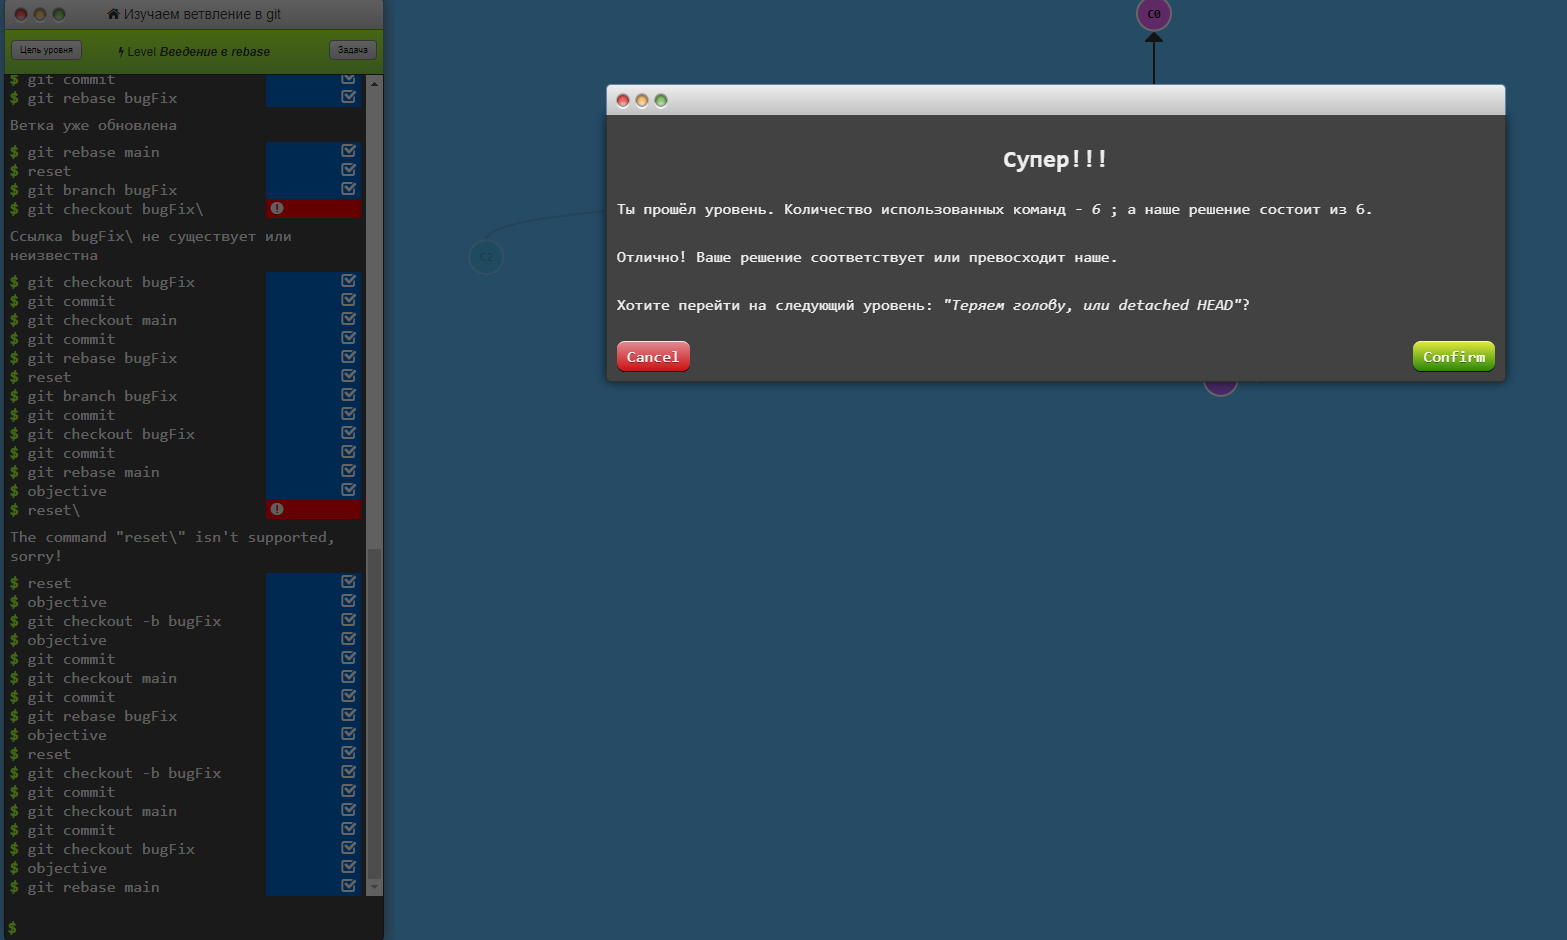 Изучаем ветвление в git
Цель уровня
Level Введение в rebase
Задача
$ git commit
$ git rebase bugFix
Ветка уже обновлена
$ git rebase main
$ reset
$ git branch bugFix
$ git checkout bugFix\
Ссылка bugFix\ не существует или
неизвестна
$ git checkout bugFix
$ git commit
$ git checkout main
$ git commit
$ git rebase bugFix
$ reset
$ git branch bugFix
$ git commit
$ git checkout bugFix
$ git commit
$ git rebase main
$ objective
$ reset\
The command "reset\" isn't supported,
sorry!
$ reset
$ objective
$ git checkout -b bugFix
$ objective
$ git commit
$ git checkout main
$ git commit
$ git rebase bugFix
$ objective
$ reset
$ git checkout -b bugFix
$ git commit
$ git checkout main
$ git commit
$ git checkout bugFix
$ objective
$ git rebase main
$
C0
C2
Супер!!!
Ты прошёл уровень. Количество использованных команд - 6 ; а наше решение состоит из 6.
Отлично! Ваше решение соответствует или превосходит наше.
Хотите перейти на следующий уровень: "Теряем голову, или detached HEAD"?
Cancel
Confirm